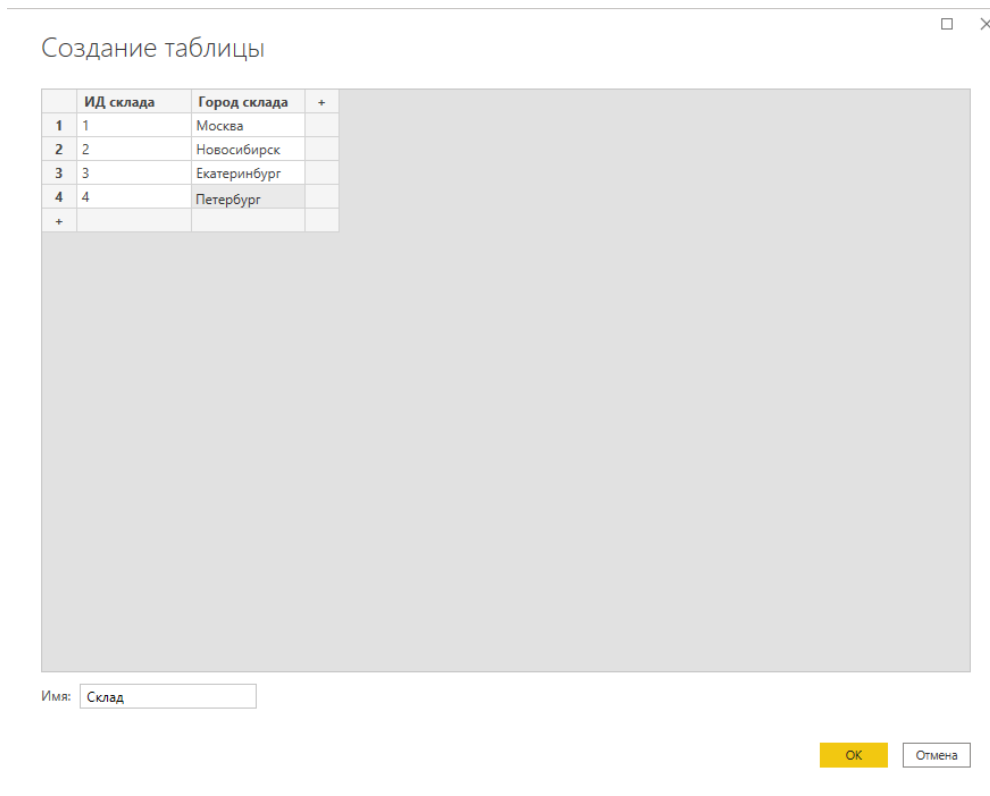 Создание таблицы
ИД склада Город склада +
1 1 Москва
2 2 Новосибирск
3 3 Екатеринбург
4 4 Петербург
+
Имя: Склад
ОК Отмена